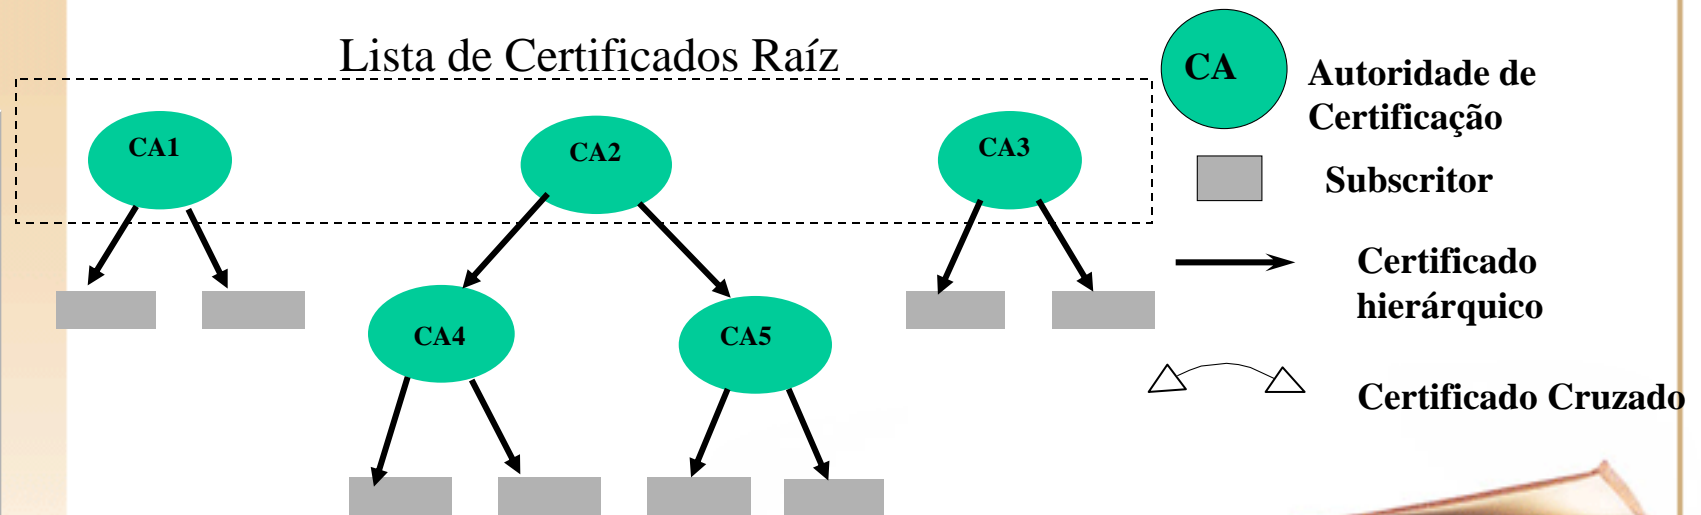 Lista de Certificados Raíz
CA1
CA2
CA3
CA4
CA5
CA
Autoridade de
Certificação
Subscritor
Certificado
hierárquico
Certificado Cruzado